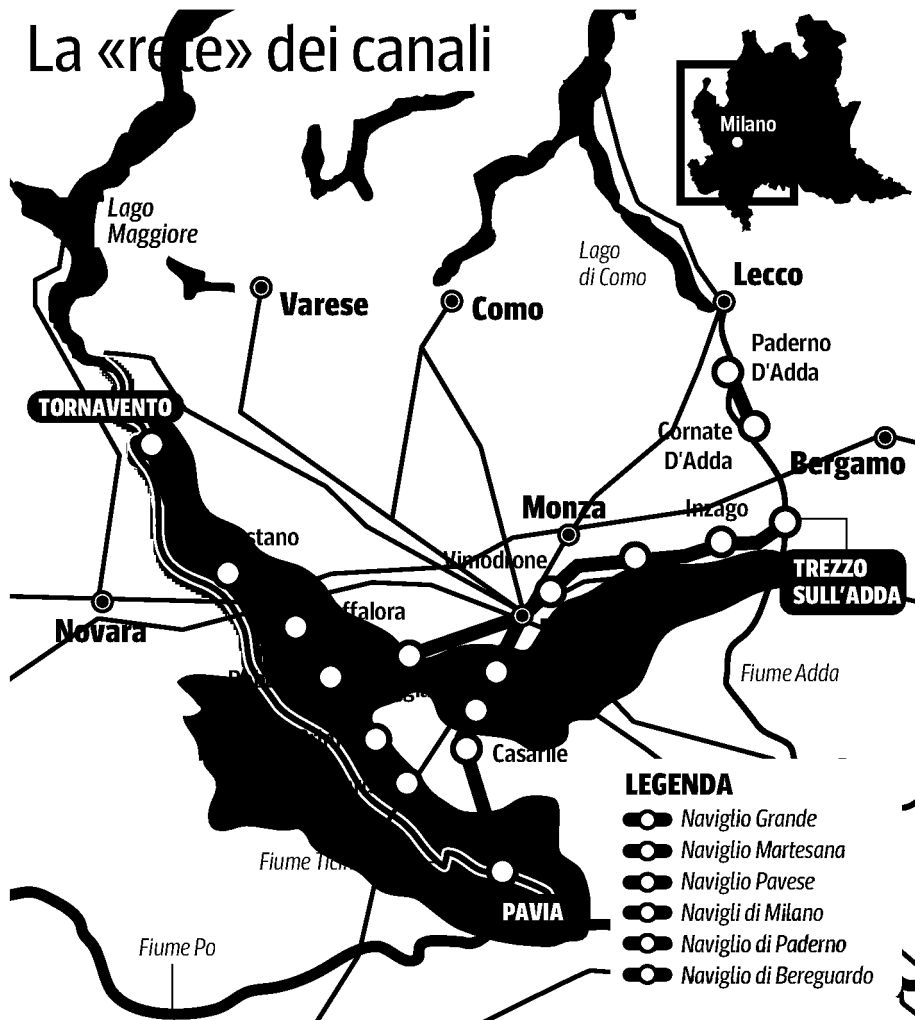 La «rete» dei canali
Milano
Lago
Maggiore
Lago
di Como
Lecco
Varese
Como
Paderno
D'Adda
TORNAVENTO
Cornate
D'Adda
Bergamo
Monza
Inzago
Vimodrone
TREZZO
SULL'ADDA
Novara
Fiume Adda
Casarile
LEGENDA
Naviglio Grande
Naviglio Martesana
Naviglio Pavese
Navigli di Milano
Naviglio di Paderno
Naviglio di Bereguardo
Fiume
PAVIA
Fiume Po